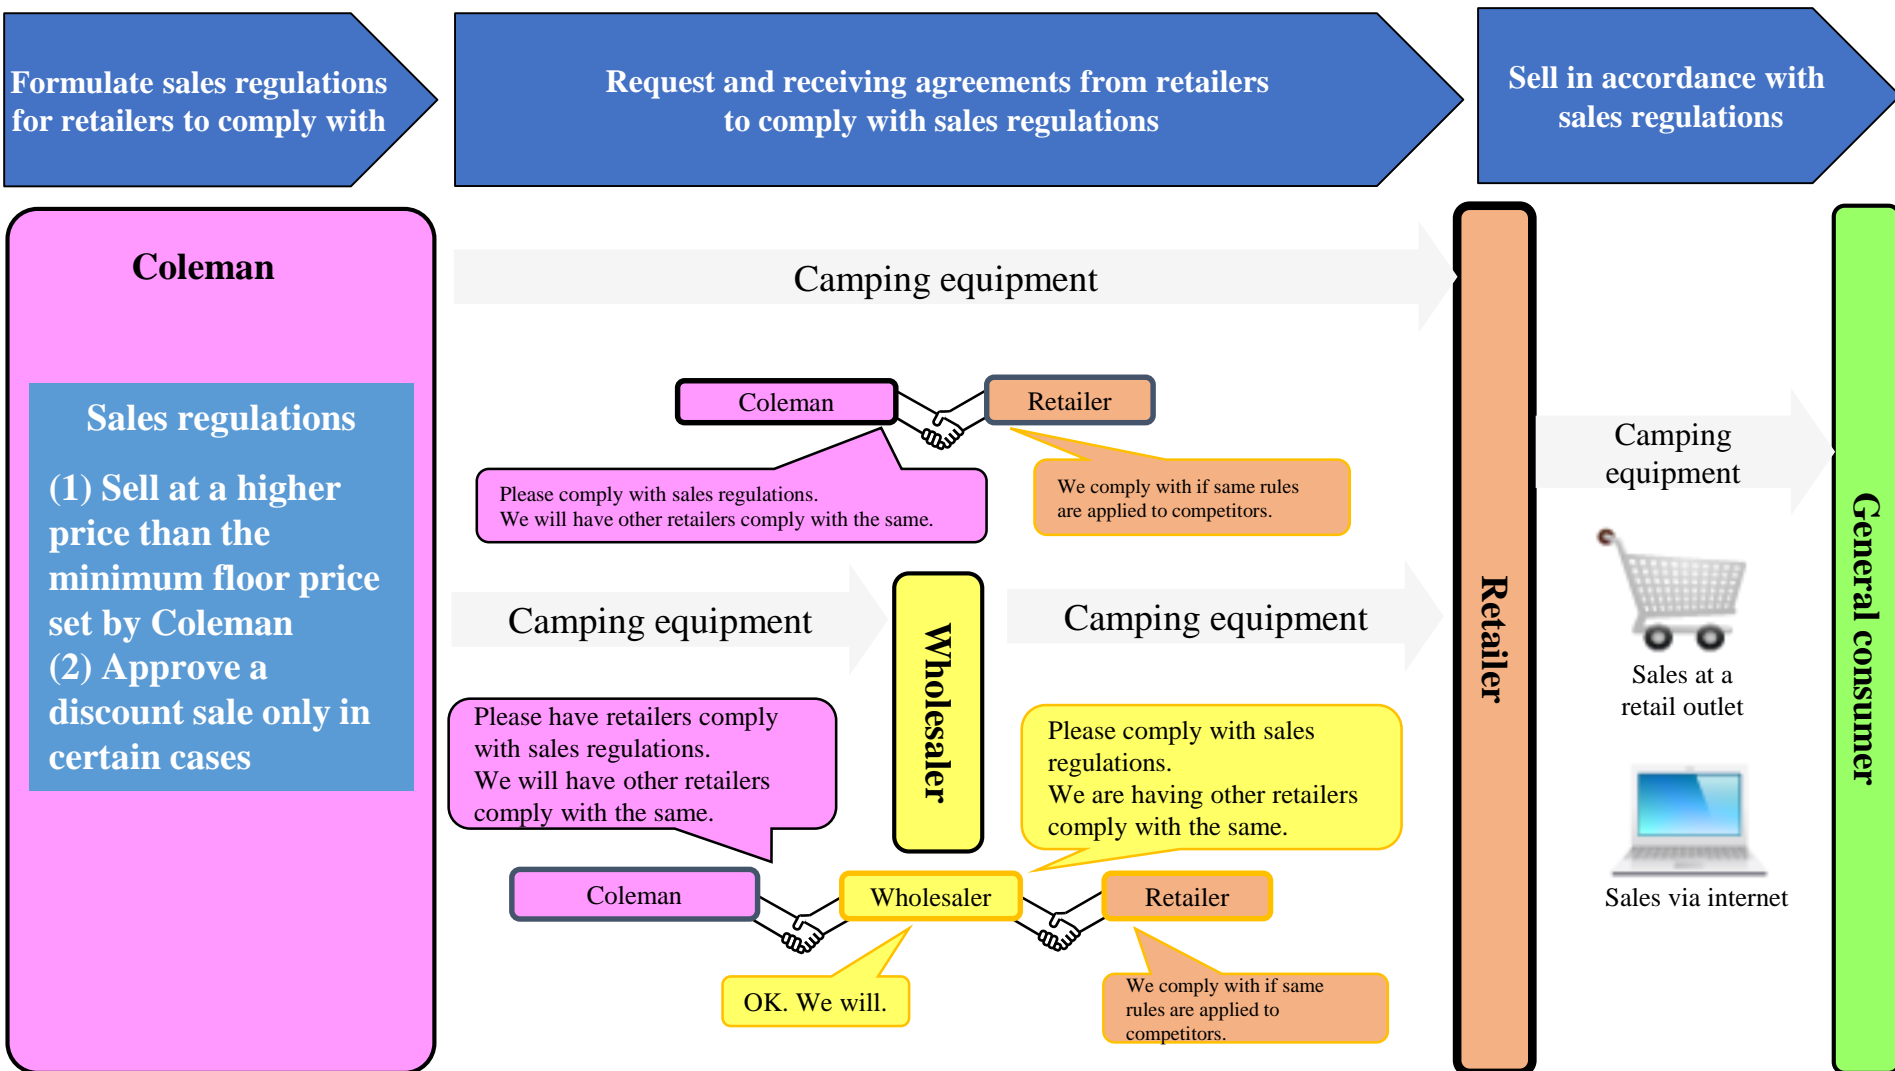 Formulate sales regulations
for retailers to comply with
Request and receiving agreements from retailers
to comply with sales regulations
Sell in accordance with
sales regulations
Coleman
Sales regulations
(1) Sell at a higher
price than the
minimum floor price
set by Coleman
(2) Approve a
discount sale only in
certain cases
Camping equipment
Coleman
Retailer
Please comply with sales regulations.
We will have other retailers comply with the same.
We comply with if same rules
are applied to competitors.
Camping equipment
Wholesaler
Camping equipment
Please have retailers comply
with sales regulations.
We will have other retailers
comply with the same.
Please comply with sales
regulations.
We are having other retailers
comply with the same.
Coleman
Wholesaler
Retailer
OK. We will.
We comply with if same
rules are applied to
competitors.
Retailer
Camping
equipment
Sales at a
retail outlet
Sales via internet
General consumer